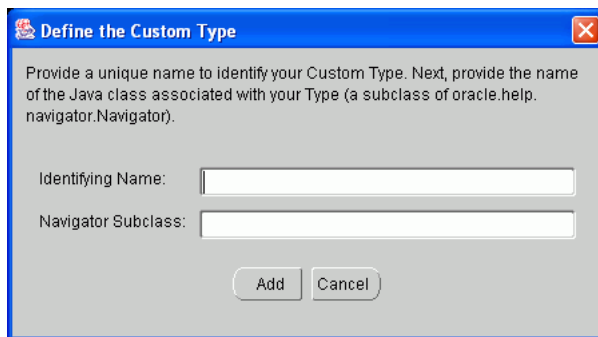 Define the Custom Type
Provide a unique name to identify your Custom Type. Next, provide the name
of the Java class associated with your Type (a subclass of oracle.help.
navigator.Navigator).
Identifying Name:
Navigator Subclass:
Add Cancel